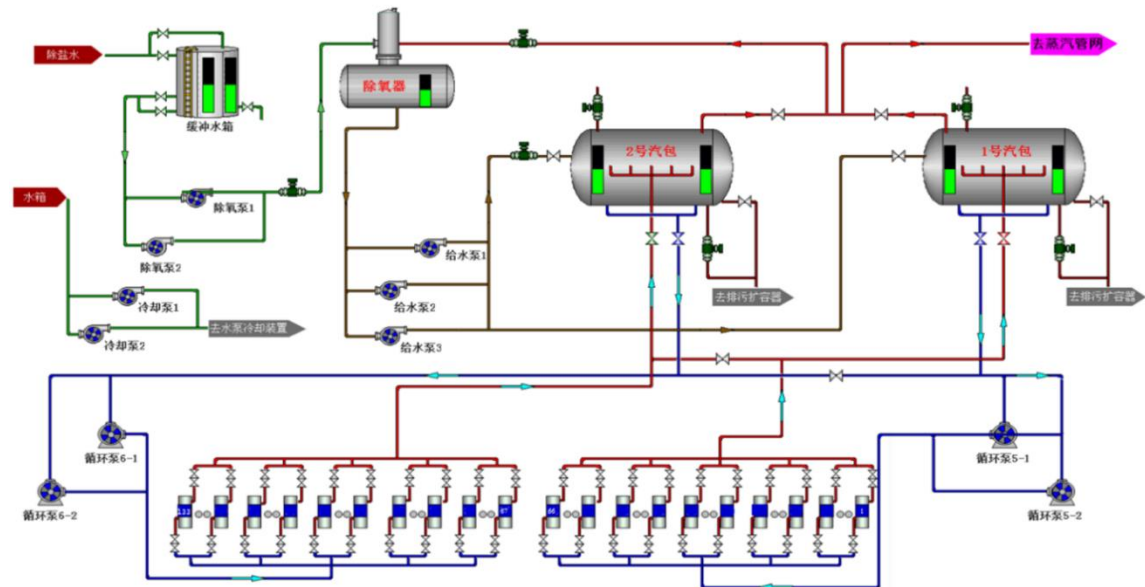 除盐水
缓冲水箱
除氧器
去蒸汽管网
2号汽包
1号汽包
水箱
除氧泵1
除氧泵2
给水泵1
给水泵2
给水泵3
冷却泵1
冷却泵2
去水泵冷却装置
去排污扩容器
去排污扩容器
循环泵6-1
循环泵6-2
循环泵5-1
循环泵5-2
67
66
1